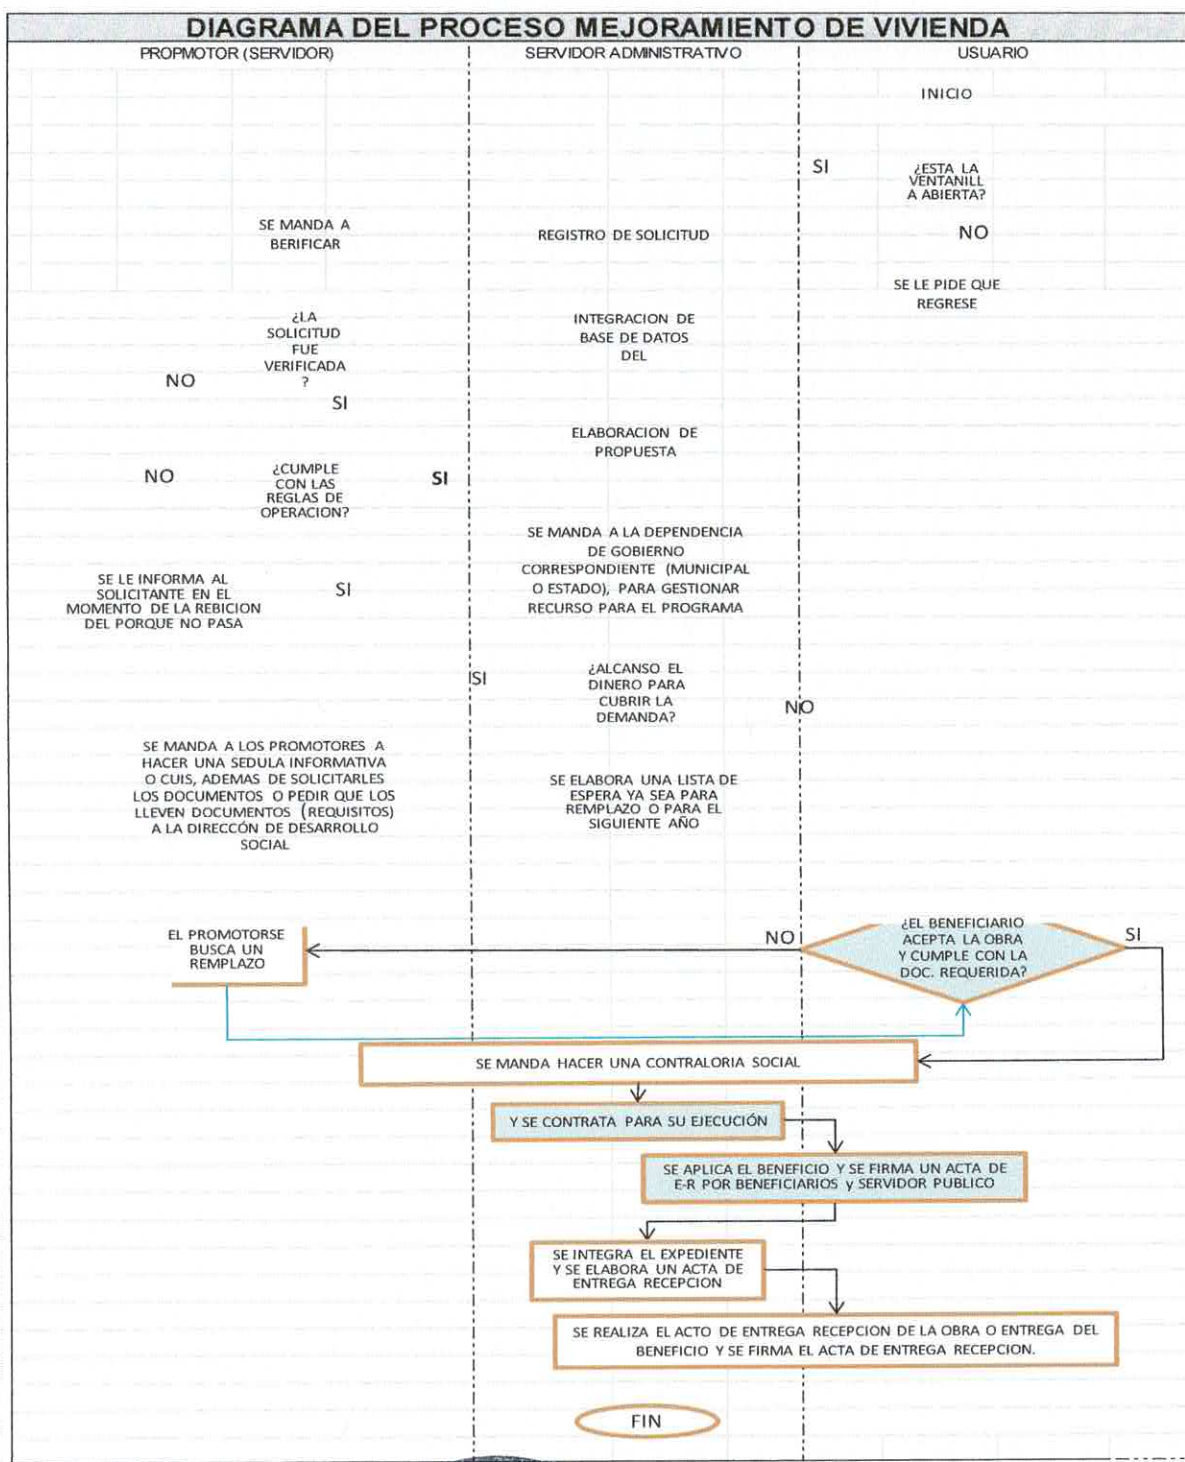 DIAGRAMA DEL PROCESO MEJORAMIENTO DE VIVIENDA
PROPMOTOR (SERVIDOR)
SERVIDOR ADMINISTRATIVO
USUARIO
INICIO
SI
¿ESTA LA
VENTANILL
A ABIERTA?
SE MANDA A
BERIFICAR
REGISTRO DE SOLICITUD
NO
SE LE PIDE QUE
REGRESE
¿LA
SOLICITUD
FUE
VERIFICADA
?
NO
SI
INTEGRACION DE
BASE DE DATOS
DEL
ELABORACION DE
PROPUESTA
NO
¿CUMPLE
CON LAS
REGLAS DE
OPERACION?
SI
SE MANDA A LA DEPENDENCIA
DE GOBIERNO
CORRESPONDIENTE (MUNICIPAL
O ESTADO), PARA GESTIONAR
RECURSO PARA EL PROGRAMA
SE LE INFORMA AL
SOLICITANTE EN EL
MOMENTO DE LA REBICION
DEL PORQUE NO PASA
SI
SI
¿ALCANSO EL
DINERO PARA
CUBRIR LA
DEMANDA?
NO
SE MANDA A LOS PROMOTORES A
HACER UNA SEDULA INFORMATIVA
O CUIS, ADEMAS DE SOLICITARLES
LOS DOCUMENTOS O PEDIR QUE LOS
LLEVEN DOCUMENTOS (REQUISITOS)
A LA DIRECCÓN DE DESARROLLO
SOCIAL
SE ELABORA UNA LISTA DE
ESPERA YA SEA PARA
REMPLAZO O PARA EL
SIGUIENTE AÑO
EL PROMOTORSE
BUSCA UN
REMPLAZO
NO
¿EL BENEFICIARIO
ACEPTA LA OBRA
Y CUMPLE CON LA
DOC. REQUERIDA?
SI
SE MANDA HACER UNA CONTRALORIA SOCIAL
Y SE CONTRATA PARA SU EJECUCIÓN
SE APLICA EL BENEFICIO Y SE FIRMA UN ACTA DE
E-R POR BENEFICIARIOS y SERVIDOR PUBLICO
SE INTEGRA EL EXPEDIENTE
Y SE ELABORA UN ACTA DE
ENTREGA RECEPCION
SE REALIZA EL ACTO DE ENTREGA RECEPCION DE LA OBRA O ENTREGA DEL
BENEFICIO Y SE FIRMA EL ACTA DE ENTREGA RECEPCION.
FIN